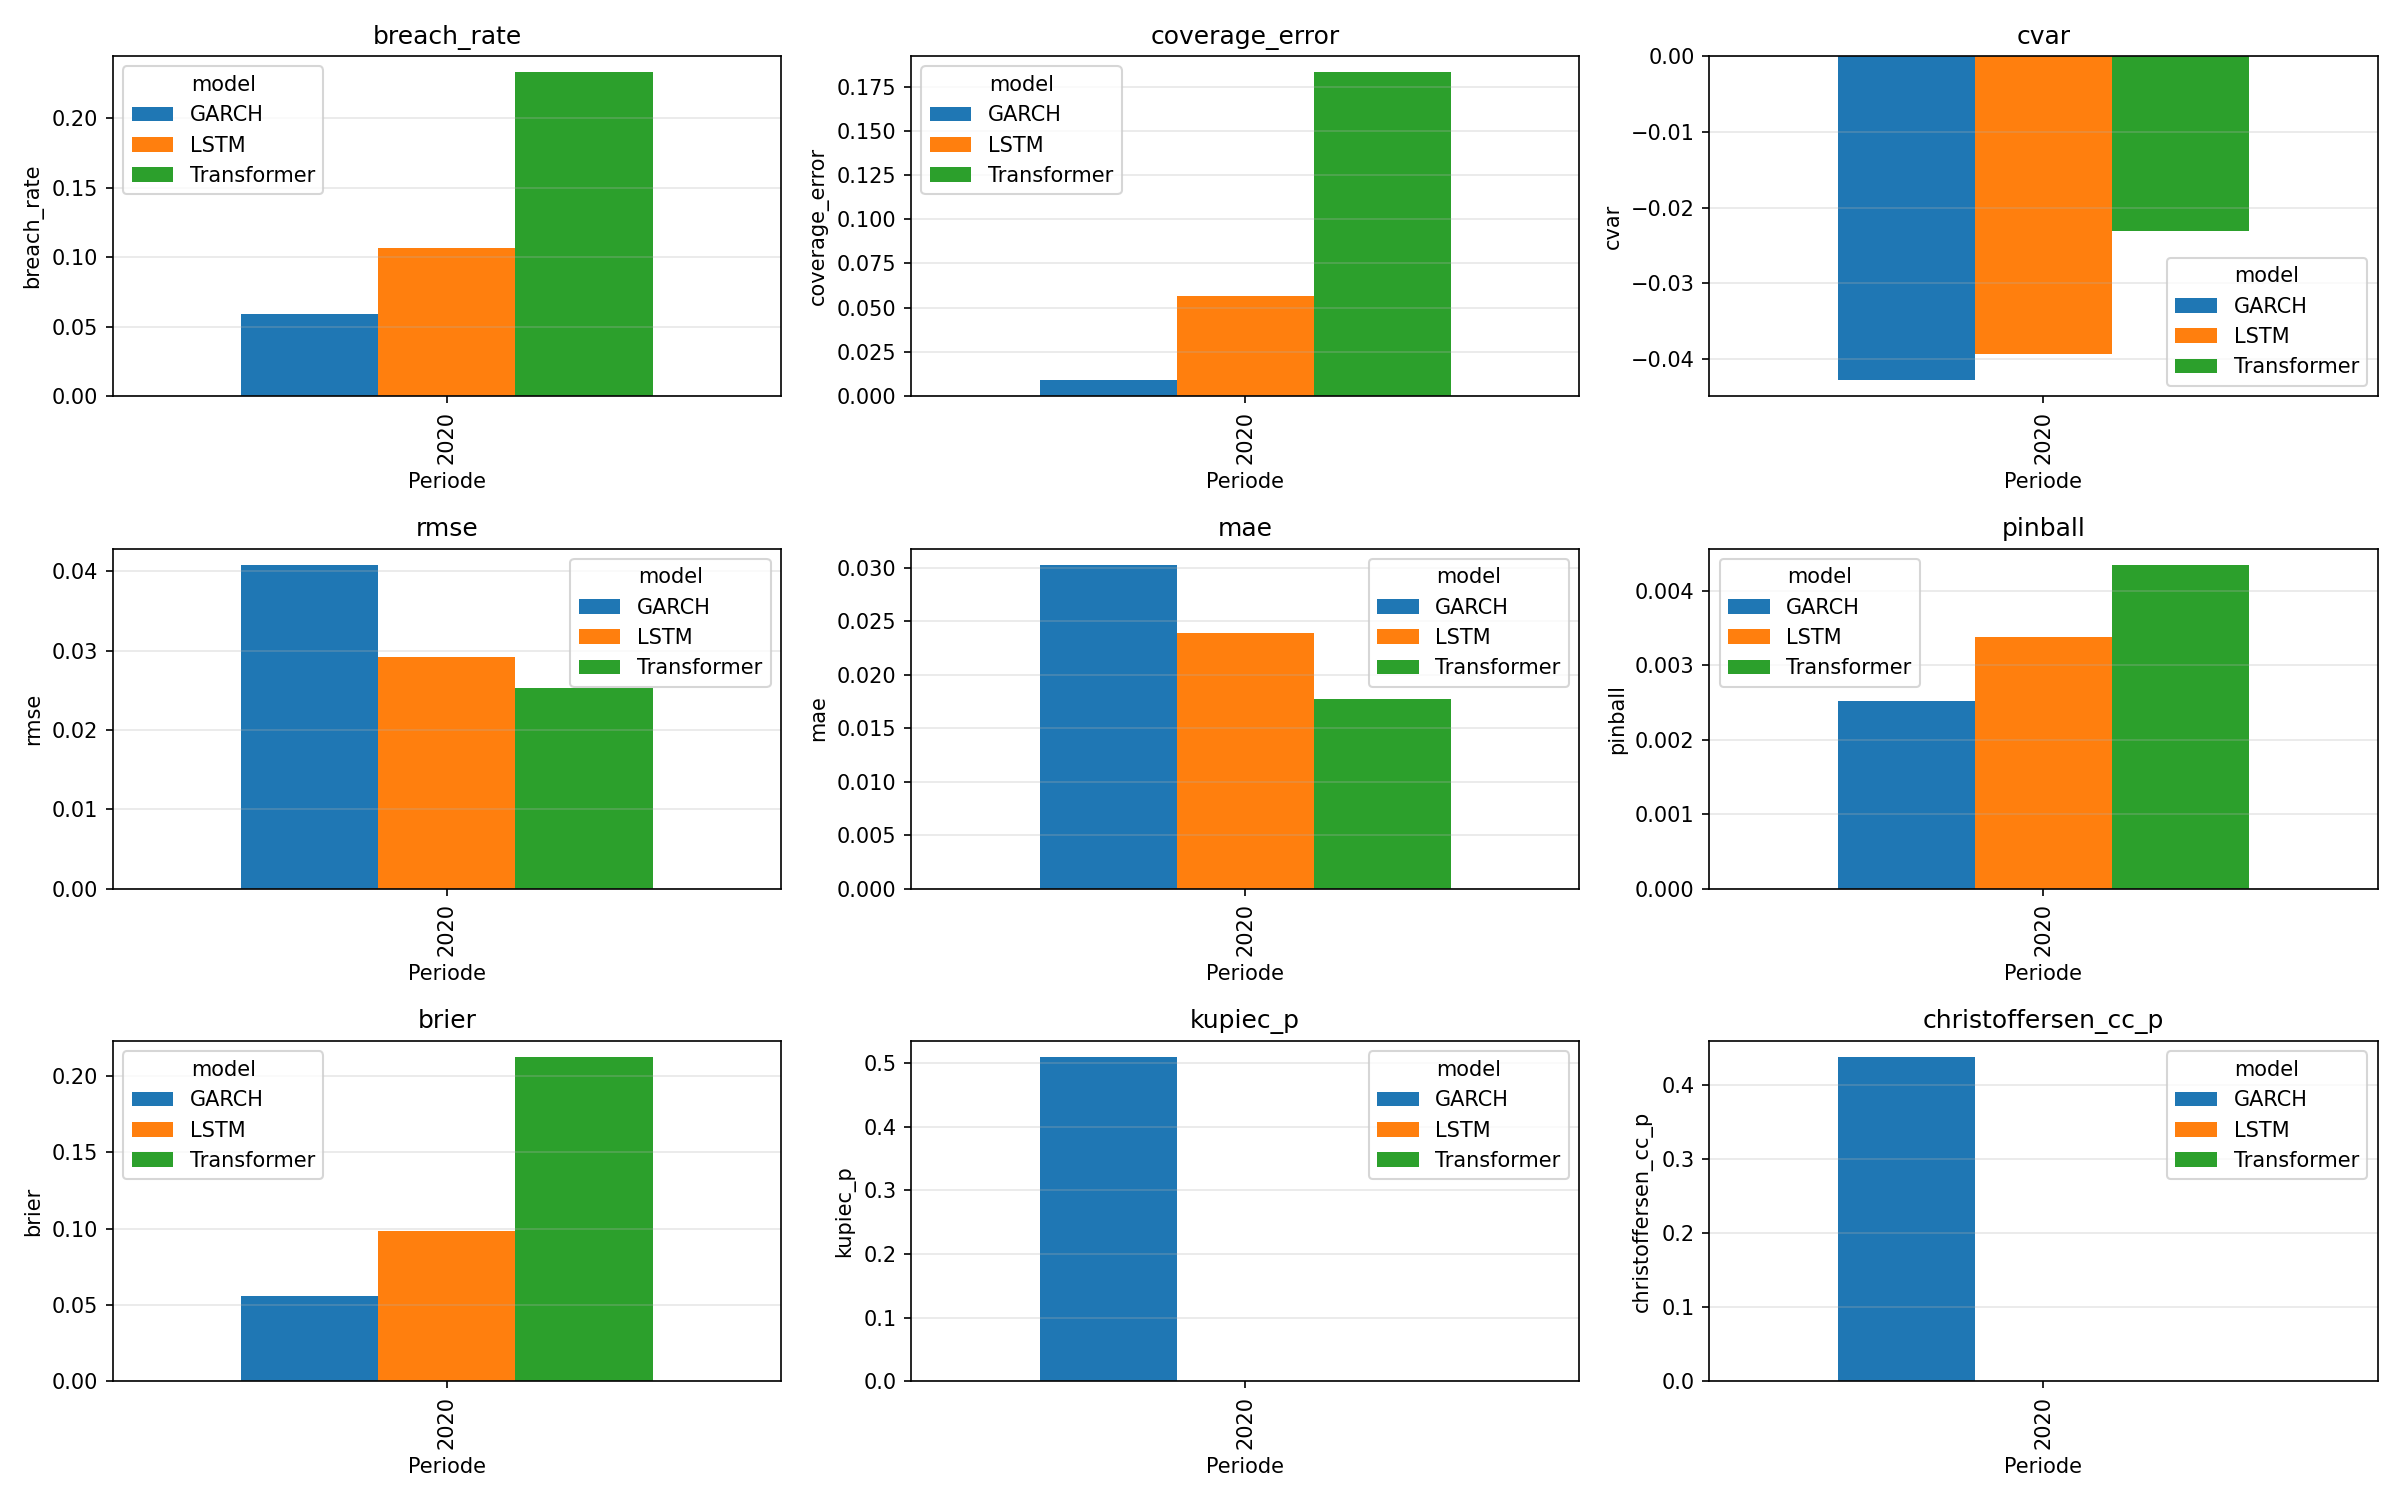 breach_rate
breach_rate
0.20
0.15
0.10
0.05
0.00
model
GARCH
LSTM
Transformer
2020
Periode
coverage_error
coverage_error
0.175
0.150
0.125
0.100
0.075
0.050
0.025
0.000
model
GARCH
LSTM
Transformer
2020
Periode
cvar
cvar
0.00
−0.01
−0.02
−0.03
−0.04
model
GARCH
LSTM
Transformer
2020
Periode
rmse
rmse
0.04
0.03
0.02
0.01
0.00
model
GARCH
LSTM
Transformer
2020
Periode
mae
mae
0.030
0.025
0.020
0.015
0.010
0.005
0.000
model
GARCH
LSTM
Transformer
2020
Periode
pinball
pinball
0.004
0.003
0.002
0.001
0.000
model
GARCH
LSTM
Transformer
2020
Periode
brier
brier
0.20
0.15
0.10
0.05
0.00
model
GARCH
LSTM
Transformer
2020
Periode
kupiec_p
kupiec_p
0.5
0.4
0.3
0.2
0.1
0.0
model
GARCH
LSTM
Transformer
2020
Periode
christoffersen_cc_p
christoffersen_cc_p
0.4
0.3
0.2
0.1
0.0
model
GARCH
LSTM
Transformer
2020
Periode